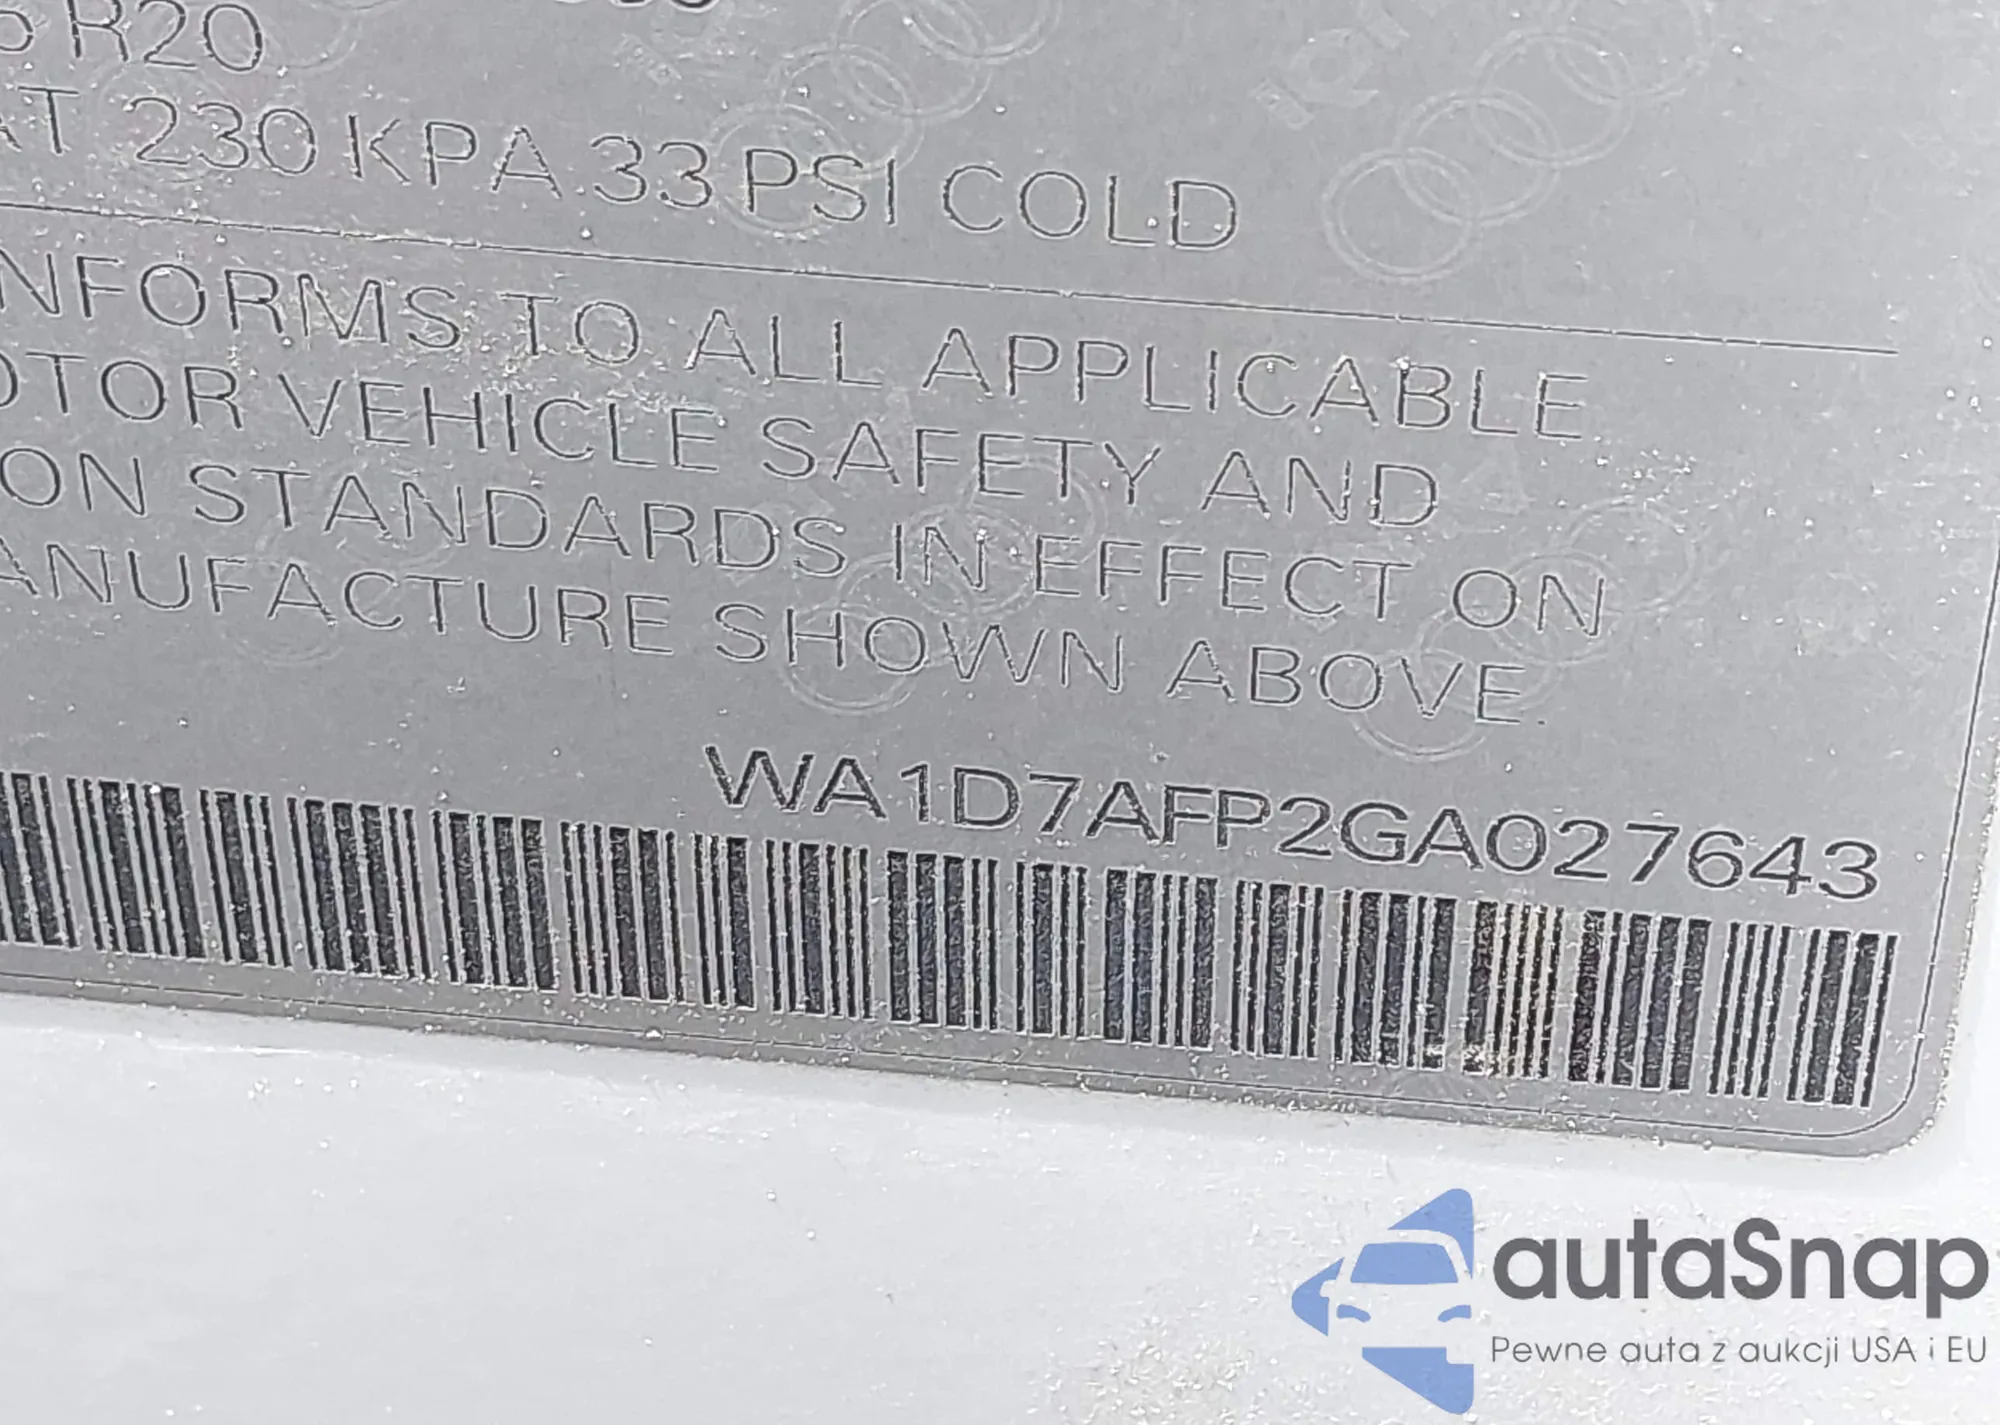 R20
AT 230 KPA 33 PSI COLD
NFORMS TO ALL APPLICABLE
OTOR VEHICLE SAFETY AND
ON STANDARDS IN EFFECT ON
ANUFACTURE SHOWN ABOVE.
WA1D7AFP2GA027643
autaSnap
Pewne auta z aukcji USA i EU